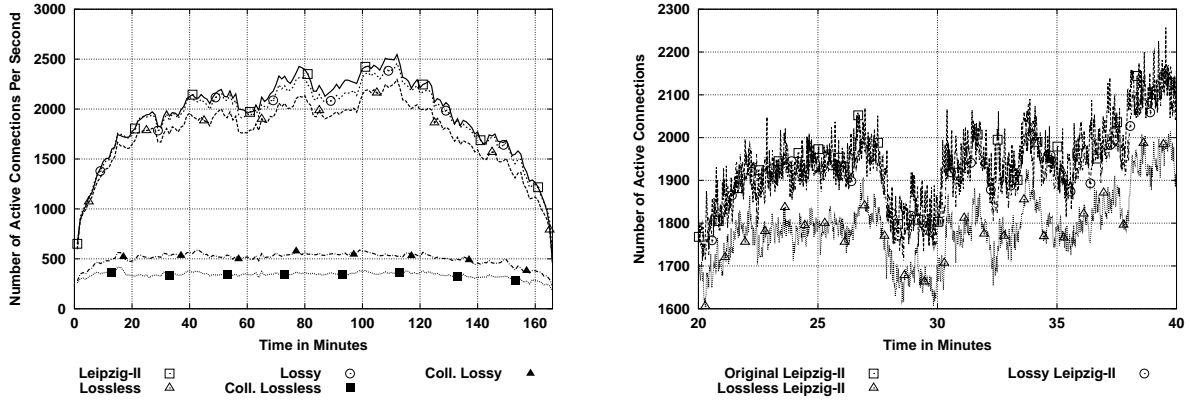 Number of Active Connections Per Second
3000
2500
2000
1500
1000
500
0
0 20 40 60 80 100 120 140 160
Time in Minutes
Leipzig-II Lossy Coll. Lossy
Lossless Coll. Lossless
Number of Active Connections
2300
2200
2100
2000
1900
1800
1700
1600
20 25 30 35 40
Time in Minutes
Original Leipzig-II Lossy Leipzig-II
Lossless Leipzig-II